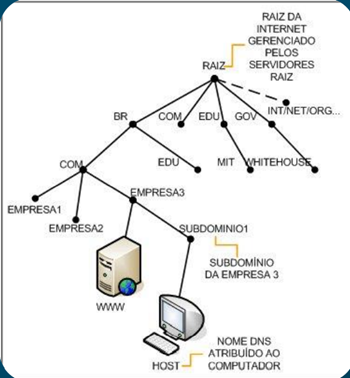 RAIZ DA
INTERNET
GERENCIADO
PELOS
SERVIDORES
RAIZ
RAIZ
INT/NET/ORG...
BR
COM
EDU
GOV
COM
EDU
MIT
WHITEHOUSE
EMPRESA1
EMPRESA2
EMPRESA3
SUBDOMINIO1
SUBDOMÍNIO
DA EMPRESA 3
WWW
HOST
NOME DNS
ATRIBUÍDO AO
COMPUTADOR